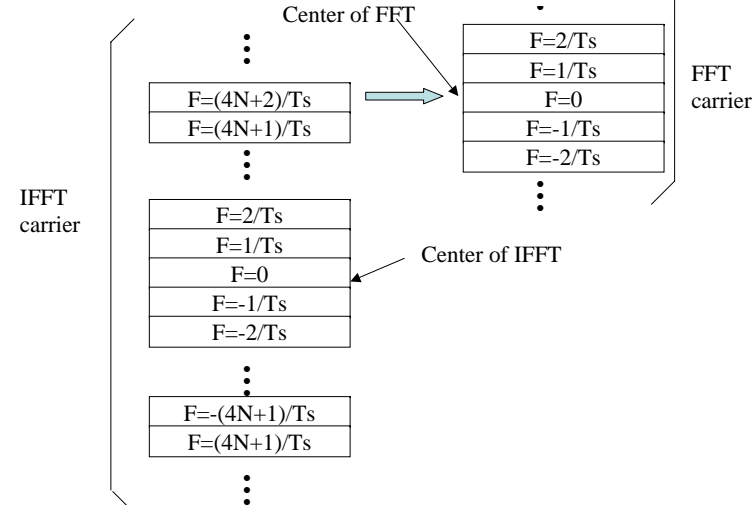 Center of FFT
F=2/Ts
F=1/Ts
F=0
F=-1/Ts
F=-2/Ts
FFT
carrier
F=(4N+2)/Ts
F=(4N+1)/Ts
IFFT
carrier
F=2/Ts
F=1/Ts
F=0
F=-1/Ts
F=-2/Ts
Center of IFFT
F=-(4N+1)/Ts
F=(4N+1)/Ts